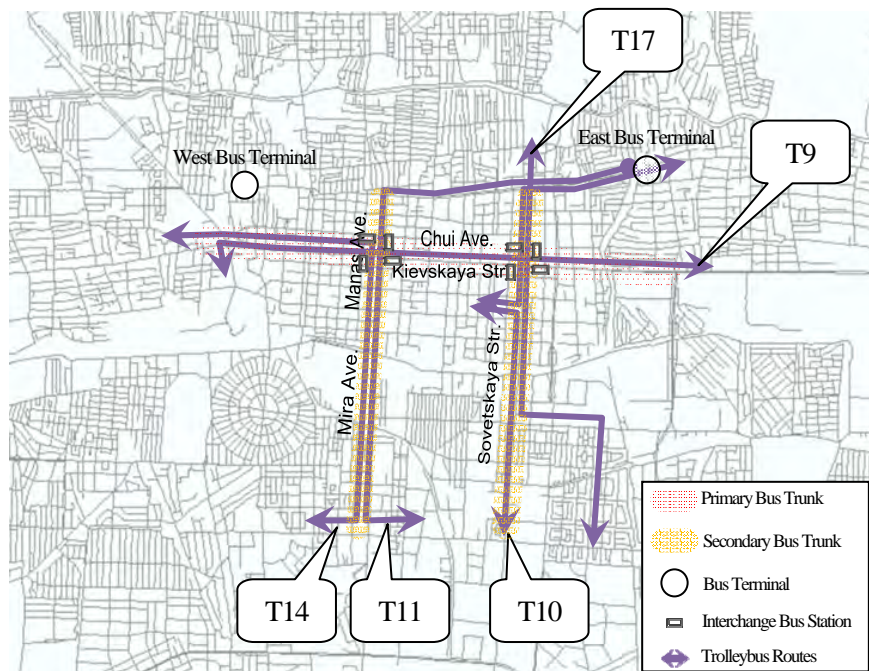 T17
East Bus Terminal
West Bus Terminal
T9
Manas Ave.
Chui Ave.
Kievskaya Str.
Mira Ave.
Sovetskaya Str.
Primary Bus Trunk
Secondary Bus Trunk
Bus Terminal
Interchange Bus Station
Trolleybus Routes
T14
T11
T10